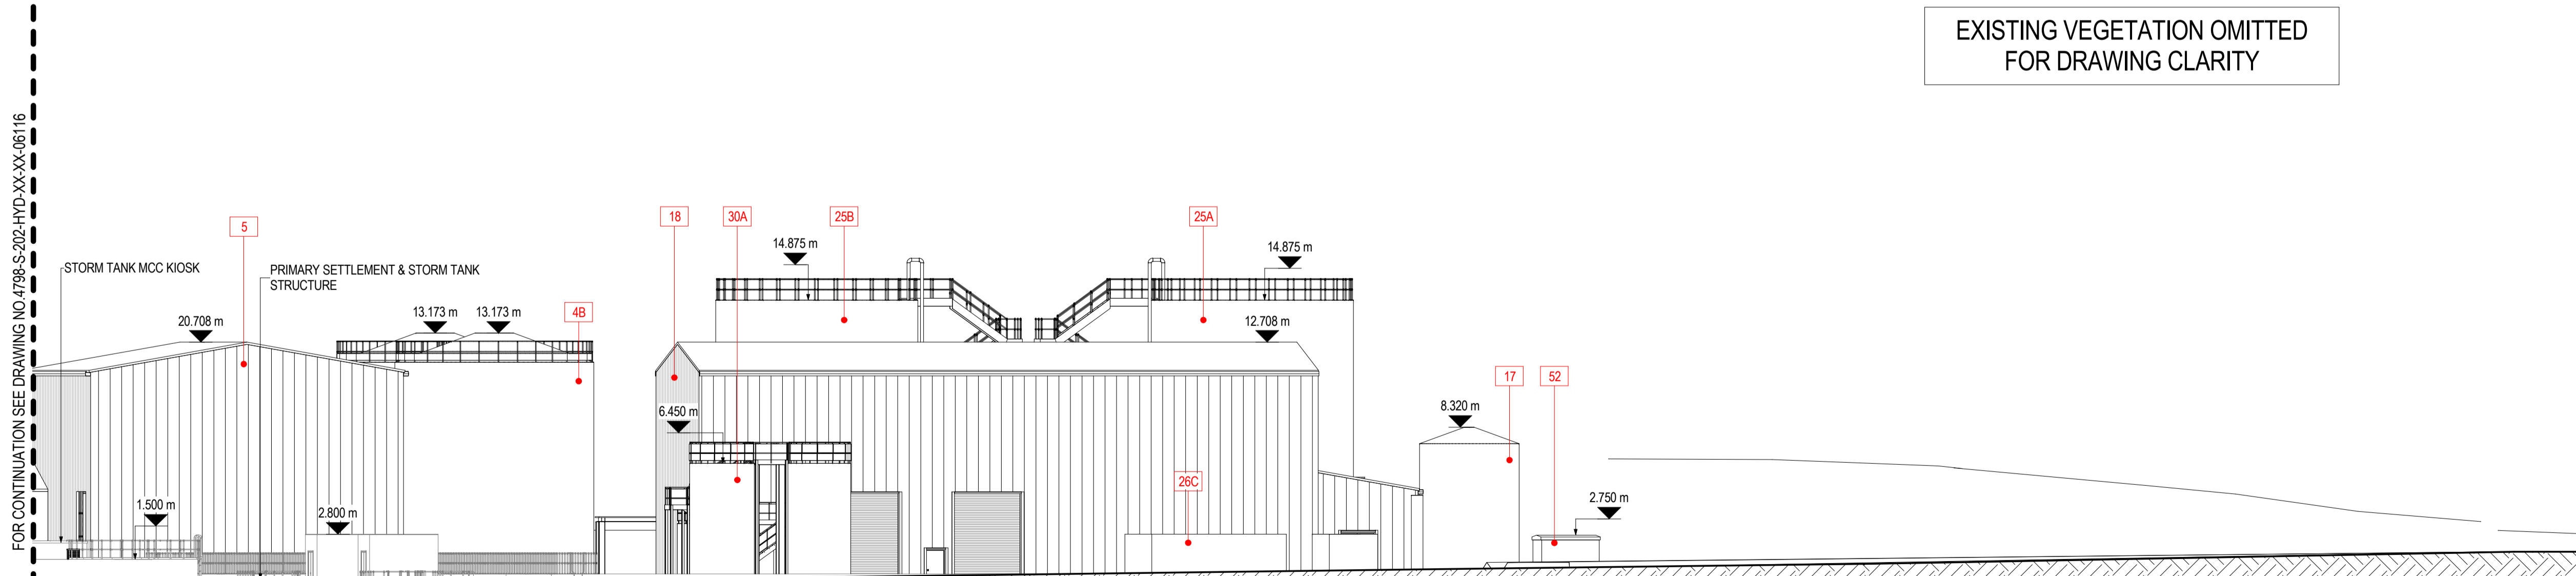 EXISTING VEGETATION OMITTED
FOR DRAWING CLARITY
FOR CONTINUATION SEE DRAWING NO.4798-S-202-HYD-XX-XX-06116
5
18
30A
25B
25A
14.875 m
14.875 m
STORM TANK MCC KIOSK
PRIMARY SETTLEMENT & STORM TANK
STRUCTURE
20.708 m
13.173 m
13.173 m
4B
12.708 m
17
52
6.450 m
8.320 m
26C
1.500 m
2.800 m
2.750 m